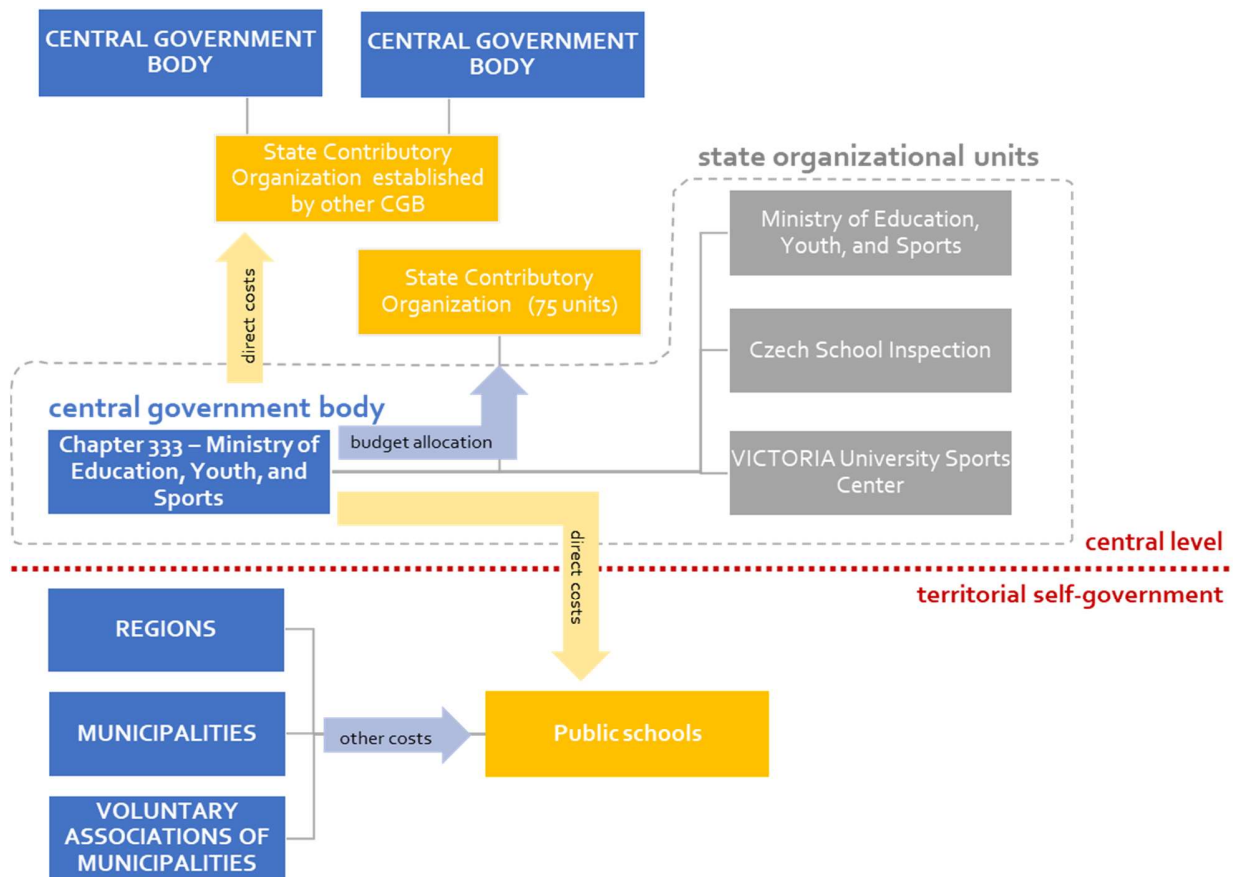 CENTRAL GOVERNMENT
BODY
CENTRAL GOVERNMENT
BODY
State Contributory
Organization established
by other CGB
state organizational units
Ministry of Education,
Youth, and Sports
direct costs
State Contributory
Organization (75 units)
Czech School Inspection
central government body
Chapter 333 – Ministry of
Education, Youth, and
Sports
budget allocation
VICTORIA University Sports
Center
direct costs
central level
territorial self-government
REGIONS
MUNICIPALITIES
other costs
Public schools
VOLUNTARY
ASSOCIATIONS OF
MUNICIPALITIES